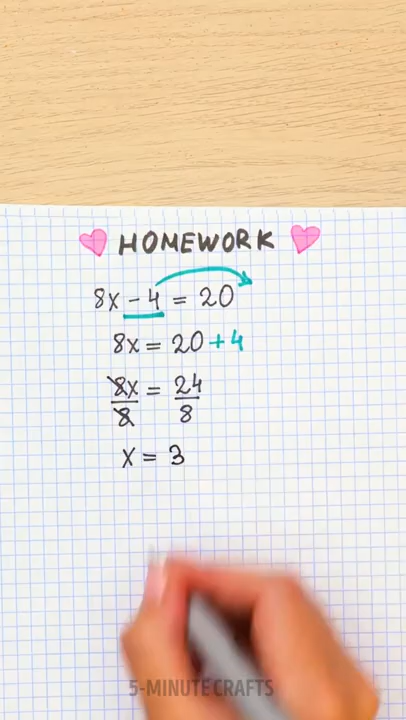 HOMEWORK
8x - 4 = 20
8x = 20 + 4
8x/8 = 24/8
x = 3
5-MINUTE CRAFTS